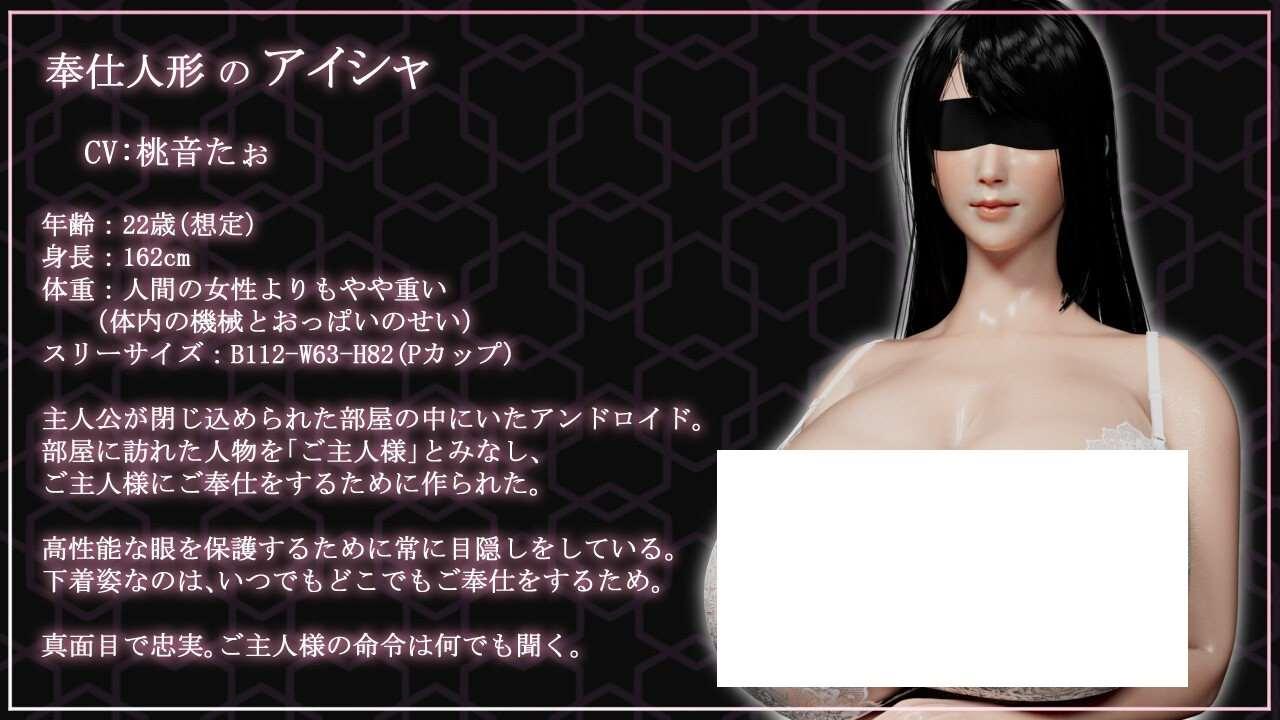 奉仕人形 の アイシャ
CV:桃音たぉ
年齢：22歳(想定)
身長：162cm
体重：人間の女性よりもやや重い
(体内の機械とおっぱいのせい)
スリーサイズ：B112-W63-H82(Pカップ)
主人公が閉じ込められた部屋の中にいたアンドロイド。
部屋に訪れた人物を「ご主人様」とみなし、
ご主人様にご奉仕をするために作られた。
高性能な眼を保護するために常に目隠しをしている。
下着姿なのは、いつでもどこでもご奉仕をするため。
真面目で忠実。ご主人様の命令は何でも聞く。